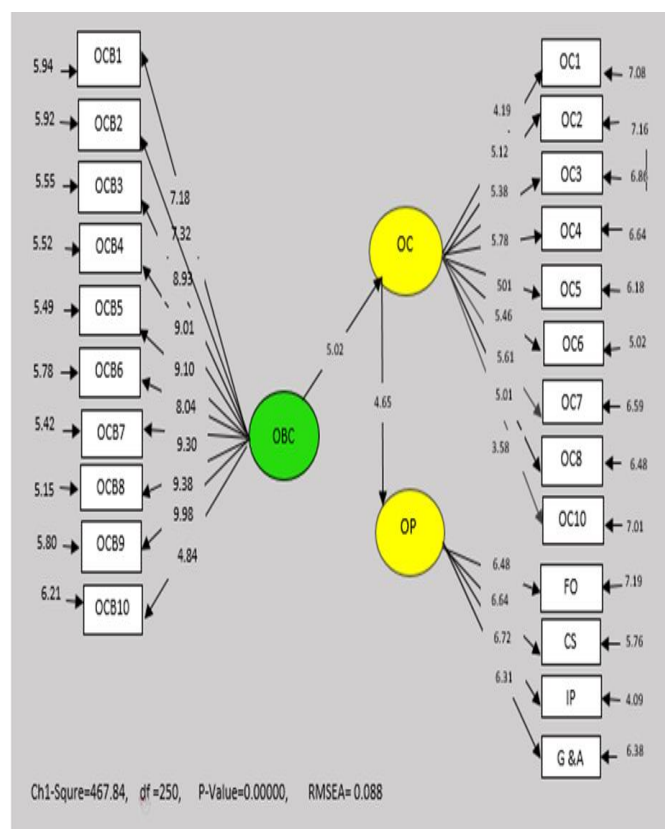 5.94 OCB1
5.92 OCB2
5.55 OCB3
5.52 OCB4
5.49 OCB5
5.78 OCB6
5.42 OCB7
5.15 OCB8
5.80 OCB9
6.21 OCB10
7.18
7.32
8.93
9.01
9.10
8.04
9.30
9.38
9.98
4.84
OBC
5.02
OC
4.65
OP
4.19
5.12
5.38
5.78
501
5.46
5.61
5.01
3.58
OC1 7.08
OC2 7.16
OC3
OC4 6.64
OC5 6.18
OC6 5.02
OC7 6.59
OC8 6.48
OC10 7.01
6.48
6.64
6.72
6.31
FO 7.19
CS 5.76
IP 4.09
G &A 6.38
Ch1-Squre=467.84, df =250, P-Value=0.00000, RMSEA= 0.088